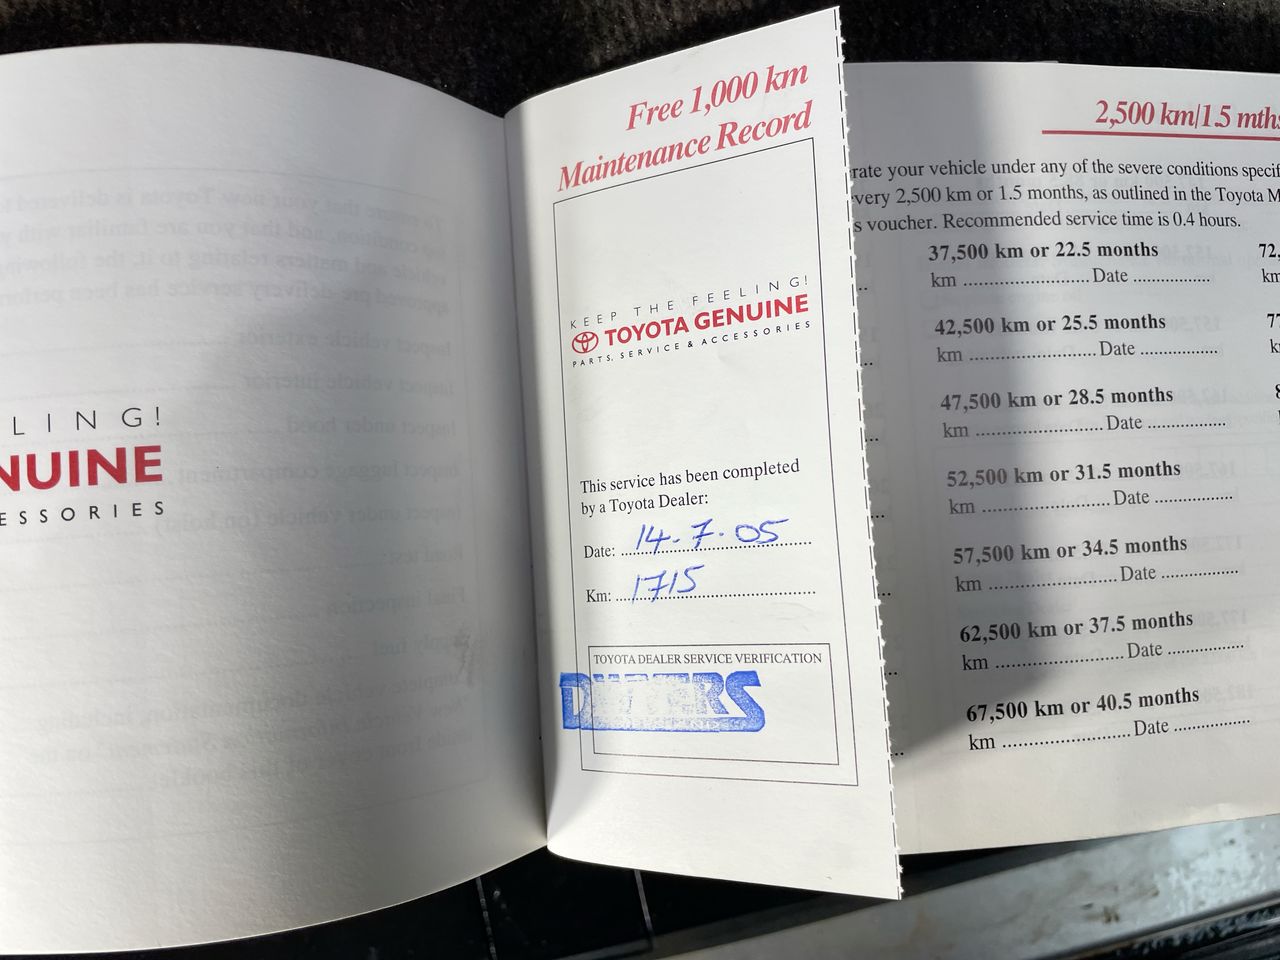 LING!
NUINE
ESSORIES
Free 1,000 km
Maintenance Record
KEEP THE FEELING!
TOYOTA GENUINE
PARTS, SERVICE & ACCESSORIES
This service has been completed
by a Toyota Dealer:
Date: 14-7-05
Km: 1715
TOYOTA DEALER SERVICE VERIFICATION
2,500 km/1.5 mths
rate your vehicle under any of the severe conditions specif
very 2,500 km or 1.5 months, as outlined in the Toyota M
s voucher. Recommended service time is 0.4 hours.
37,500 km or 22.5 months
km ........................ Date ..................
42,500 km or 25.5 months
km ........................ Date ..................
47,500 km or 28.5 months
km ........................ Date ..................
52,500 km or 31.5 months
km ........................ Date ..................
57,500 km or 34.5 months
km ........................ Date ..................
62,500 km or 37.5 months
km ........................ Date ..................
67,500 km or 40.5 months
km ........................ Date ..................
72,
km
77
k
8